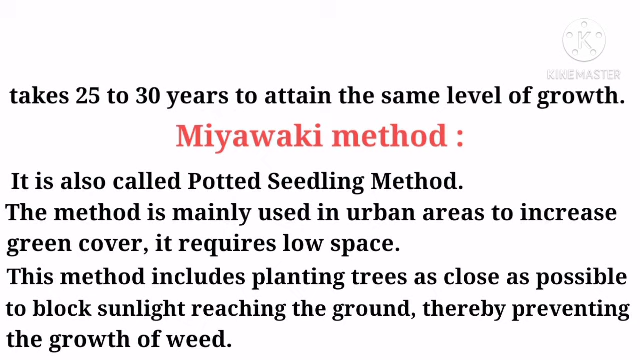 K
KINEMASTER
takes 25 to 30 years to attain the same level of growth.
Miyawaki method :
It is also called Potted Seedling Method.
The method is mainly used in urban areas to increase
green cover, it requires low space.
This method includes planting trees as close as possible
to block sunlight reaching the ground, thereby preventing
the growth of weed.